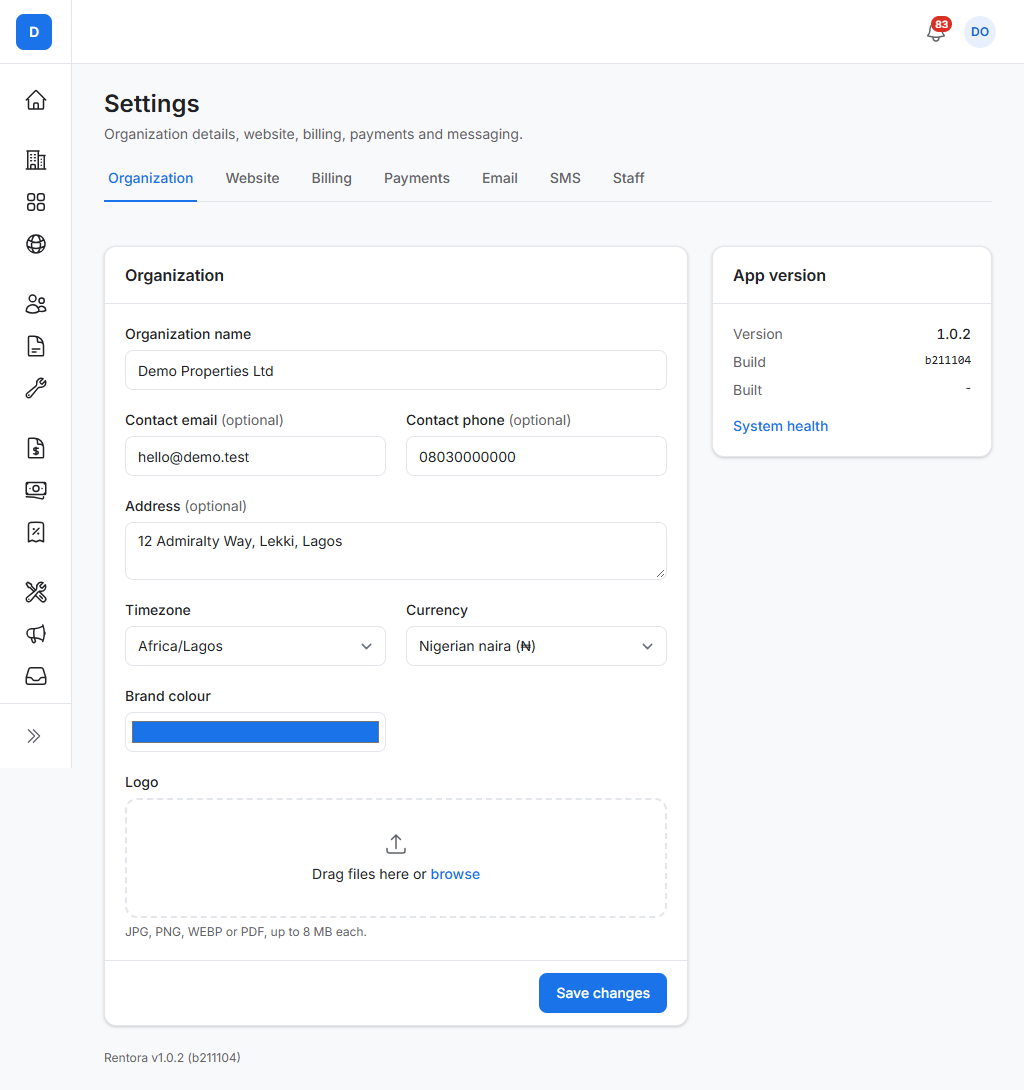 D
83
DO
Settings
Organization details, website, billing, payments and messaging.
Organization Website Billing Payments Email SMS Staff
Organization
Organization name
Demo Properties Ltd
Contact email (optional) Contact phone (optional)
hello@demo.test 08030000000
Address (optional)
12 Admiralty Way, Lekki, Lagos
Timezone Currency
Africa/Lagos Nigerian naira (₦)
Brand colour
Logo
Drag files here or browse
JPG, PNG, WEBP or PDF, up to 8 MB each.
Save changes
App version
Version 1.0.2
Build b211104
Built -
System health
Rentora v1.0.2 (b211104)